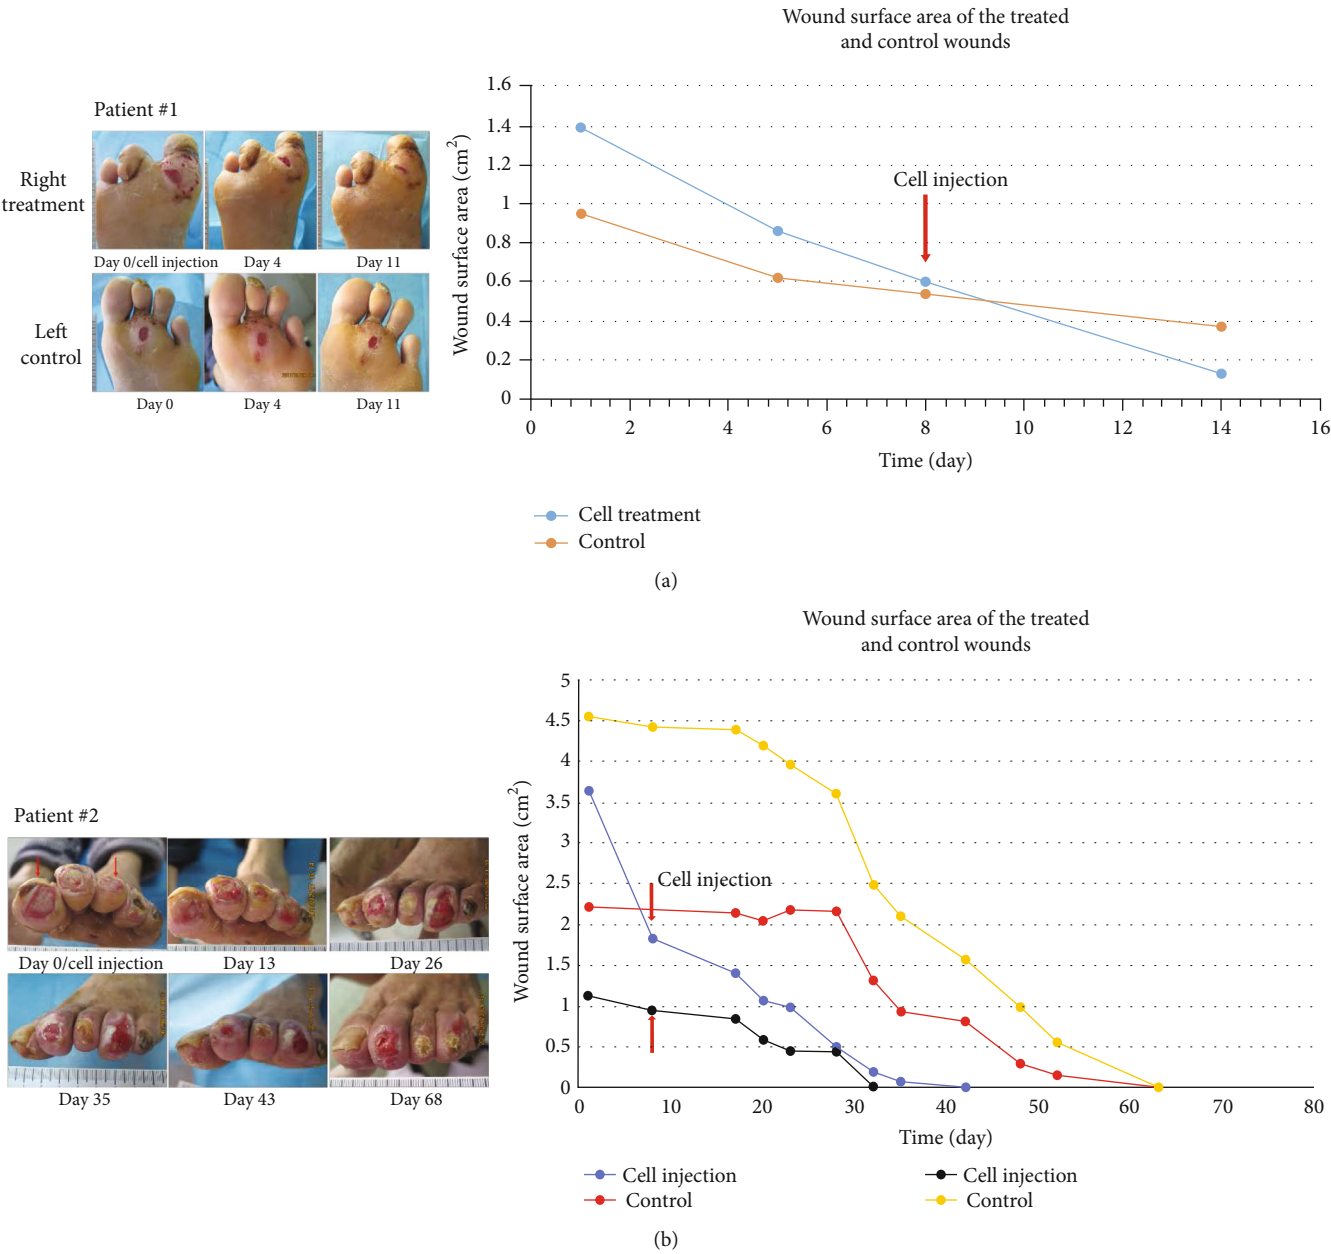 Wound surface area of the treated
and control wounds
Patient #1
Right
treatment
Day 0/cell injection
Day 4
Day 11
Left
control
Day 0
Day 4
Day 11
Wound surface area (cm²)
1.6
1.4
1.2
1
0.8
0.6
0.4
0.2
0
Cell injection
0 2 4 6 8 10 12 14 16
Time (day)
Cell treatment
Control
(a)
Wound surface area of the treated
and control wounds
Patient #2
Day 0/cell injection
Day 13
Day 26
Day 35
Day 43
Day 68
Wound surface area (cm²)
5
4.5
4
3.5
3
2.5
2
1.5
1
0.5
0
Cell injection
0 10 20 30 40 50 60 70 80
Time (day)
Cell injection
Cell injection
Control
Control
(b)